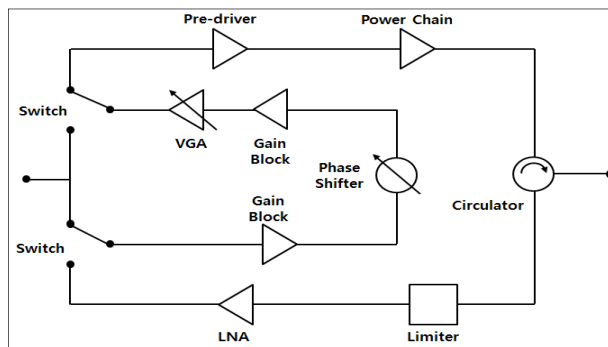 Pre-driver
Power Chain
Switch
VGA
Gain
Block
Phase
Shifter
Gain
Block
Circulator
Switch
LNA
Limiter